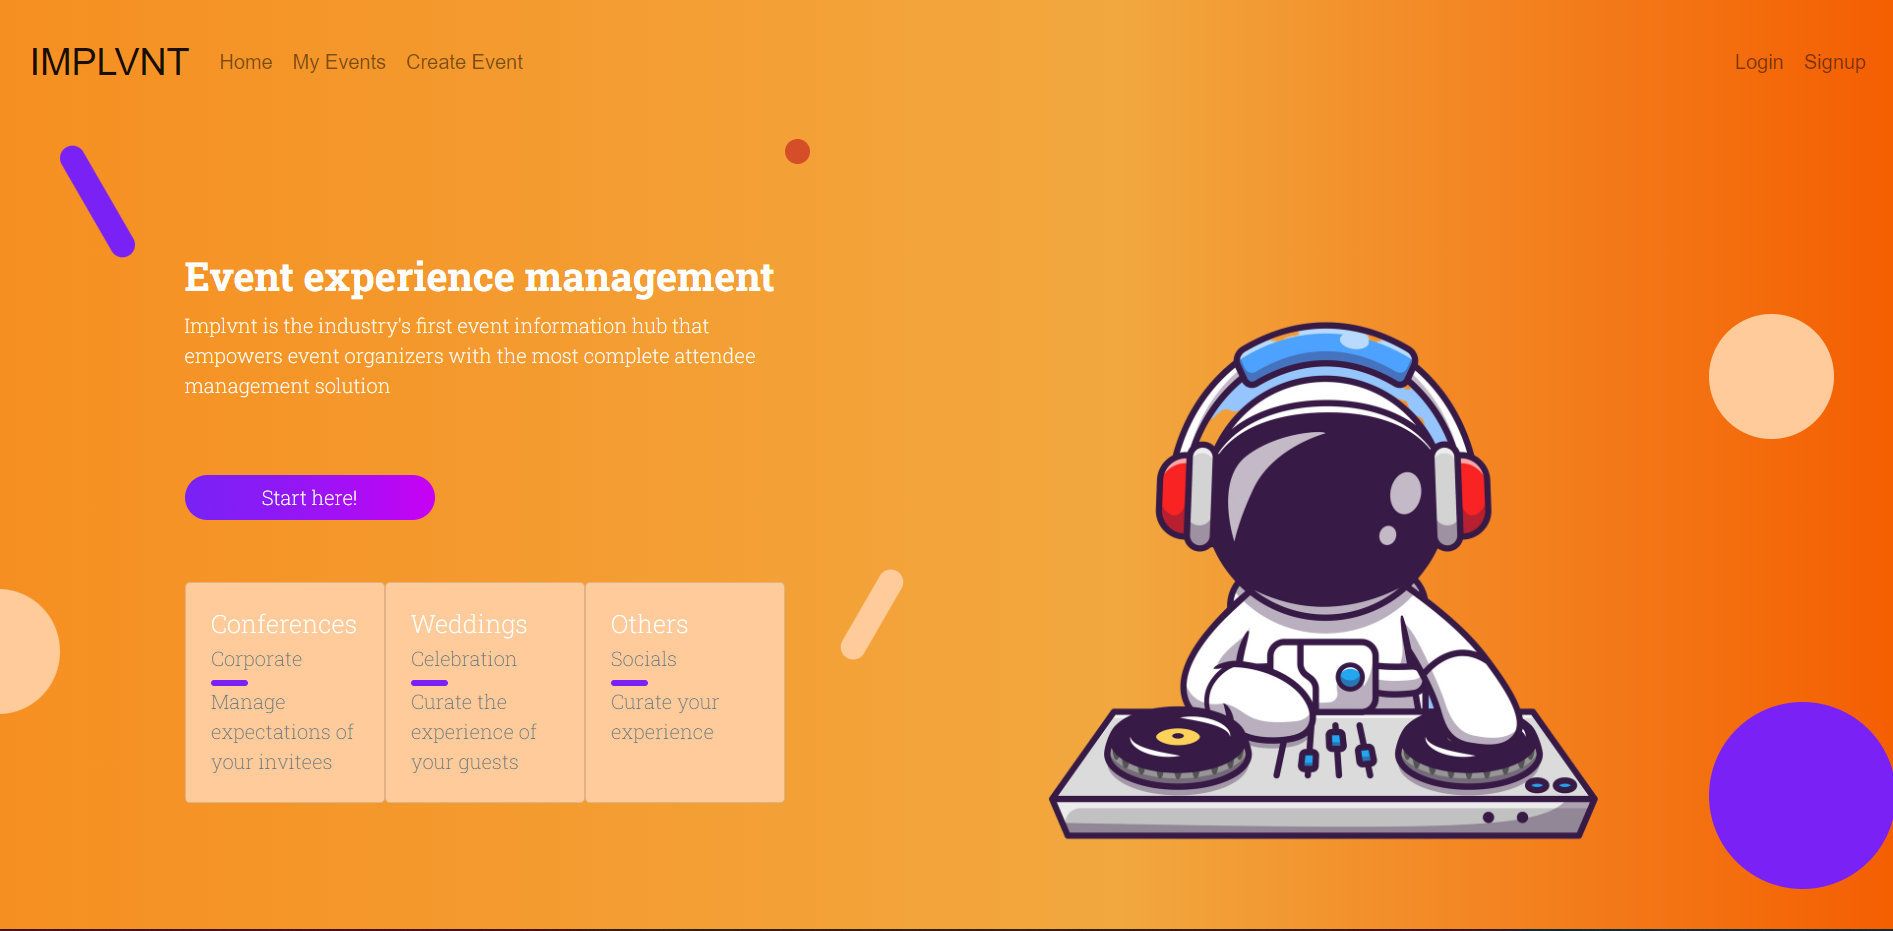 IMPLVNT Home My Events Create Event Login Signup
Event experience management
Implvnt is the industry's first event information hub that
empowers event organizers with the most complete attendee
management solution
Start here!
Conferences
Corporate
Manage
expectations of
your invitees
Weddings
Celebration
Curate the
experience of
your guests
Others
Socials
Curate your
experience